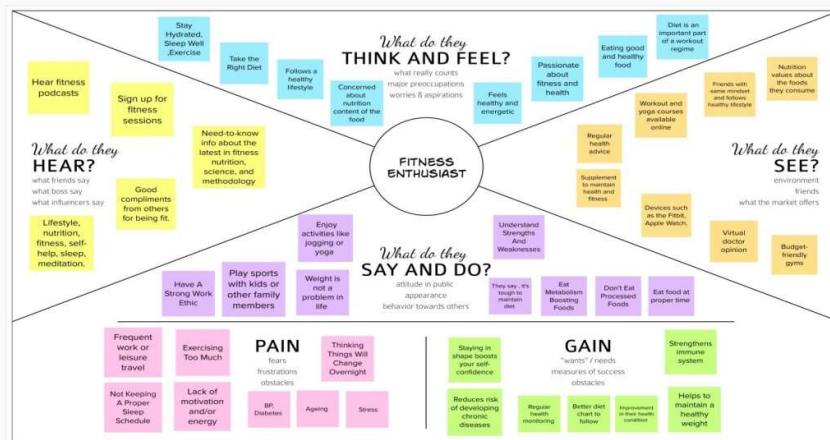 What do they
THINK AND FEEL?
what really counts
major preoccupations
worries & aspirations
Stay
Hydrated,
Sleep Well
,Exercise
Take the
Right Diet
Follows a
healthy
lifestyle
Concerned
about
nutrition
content of the
food
Feels
healthy and
energetic
Passionate
about
fitness and
health
Eating good
and healthy
food
Diet is an
important part
of a workout
regime
What do they
HEAR?
what friends say
what boss say
what influencers say
Hear fitness
podcasts
Sign up for
fitness
sessions
Need-to-know
info about the
latest in fitness
nutrition,
science, and
methodology
Good
compliments
from others
for being fit.
Lifestyle,
nutrition,
fitness, self-
help, sleep,
meditation.
FITNESS
ENTHUSIAST
What do they
SEE?
environment
friends
what the market offers
Nutrition
values about
the foods
they consume
Friends with
same mindset and
follows healthy
lifestyle
Workout and
yoga courses
available
online
Regular
health
advice
Supplement
to maintain
health and
fitness
Devices such
as the Fitbit,
Apple Watch.
Virtual
doctor
opinion
Budget-
friendly
gyms
What do they
SAY AND DO?
attitude in public
appearance
behavior towards others
Enjoy
activities like
jogging or
yoga
Have A
Strong Work
Ethic
Play sports
with kids or
other family
members
Weight is
not a
problem in
life
Understand
Strengths
And
Weaknesses
They say , it's
tough to
maintain
diet
Eat
Metabolism
Boosting
Foods
Don't Eat
Processed
Foods
Eat food at
proper time
PAIN
fears
frustrations
obstacles
Frequent
work or
leisure
travel
Exercising
Too Much
Thinking
Things Will
Change
Overnight
Not Keeping
A Proper
Sleep
Schedule
Lack of
motivation
and/or
energy
BP,
Diabetes
Ageing
Stress
GAIN
"wants" / needs
measures of success
obstacles
Staying in
shape boosts
your self-
confidence
Strengthens
immune
system
Reduces risk
of developing
chronic
diseases
Regular
health
monitoring
Better diet
chart to
follow
Improvement
in their health
condition
Helps to
maintain a
healthy
weight